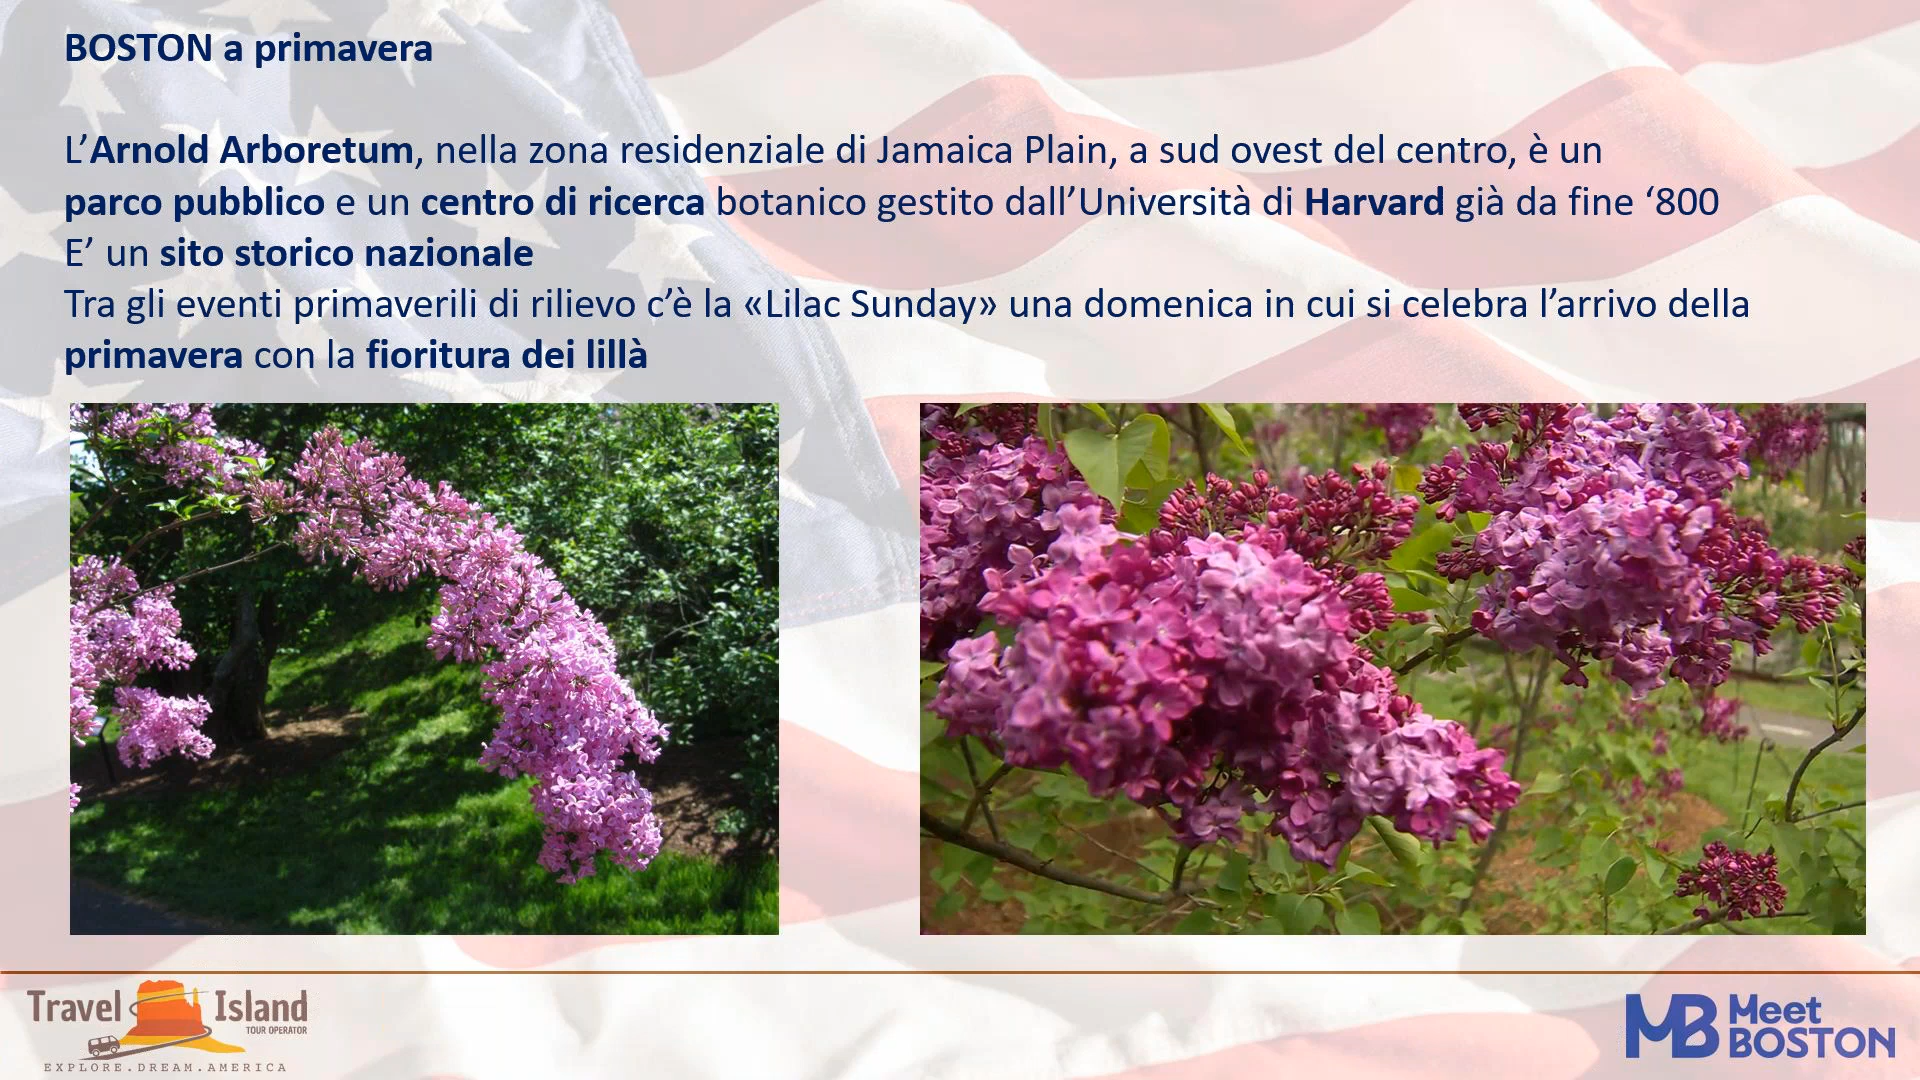 BOSTON a primavera
L’Arnold Arboretum, nella zona residenziale di Jamaica Plain, a sud ovest del centro, è un
parco pubblico e un centro di ricerca botanico gestito dall’Università di Harvard già da fine ‘800
E’ un sito storico nazionale
Tra gli eventi primaverili di rilievo c’è la «Lilac Sunday» una domenica in cui si celebra l’arrivo della
primavera con la fioritura dei lillà
Travel Island
TOUR OPERATOR
EXPLORE.DREAM.AMERICA
MB Meet
BOSTON